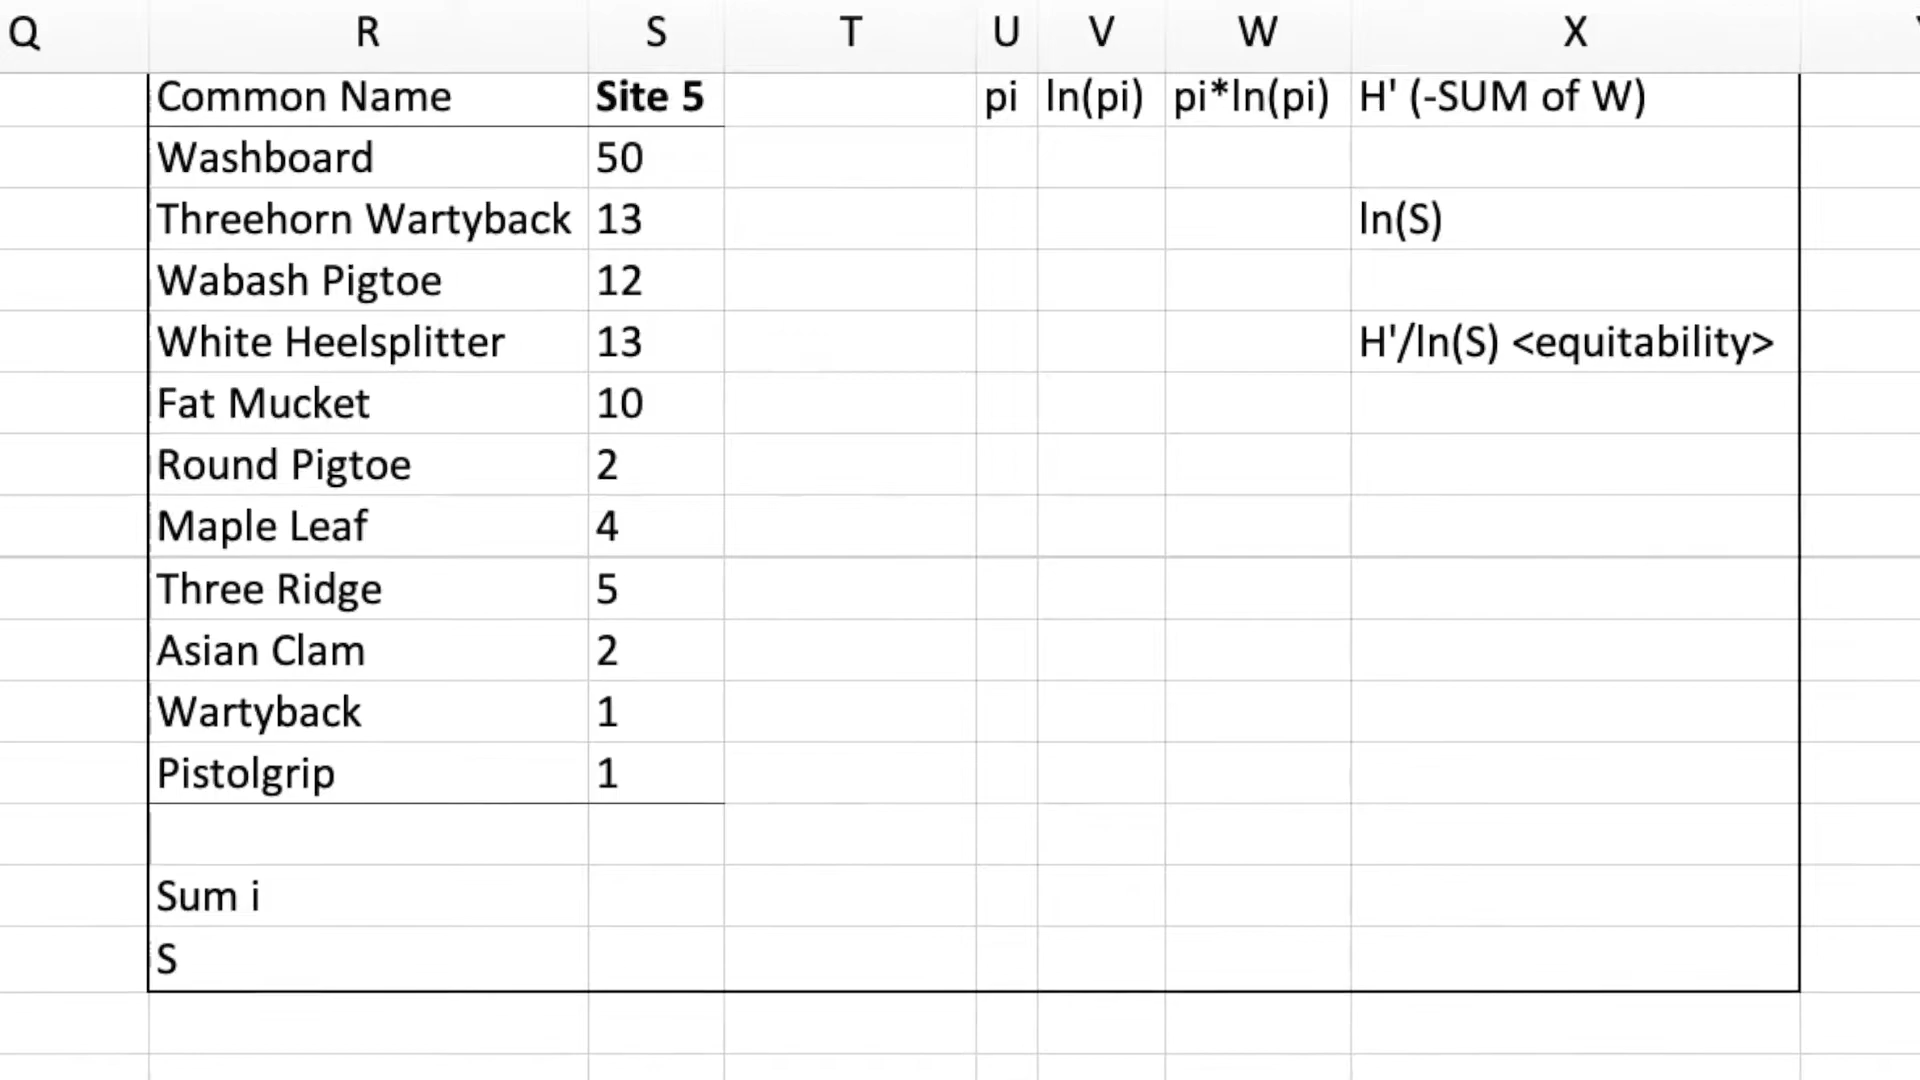 Q R S T U V W X
Common Name Site 5 pi ln(pi) pi*ln(pi) H' (-SUM of W)
Washboard 50
Threehorn Wartyback 13 ln(S)
Wabash Pigtoe 12
White Heelsplitter 13 H'/ln(S) <equitability>
Fat Mucket 10
Round Pigtoe 2
Maple Leaf 4
Three Ridge 5
Asian Clam 2
Wartyback 1
Pistolgrip 1
Sum i
S